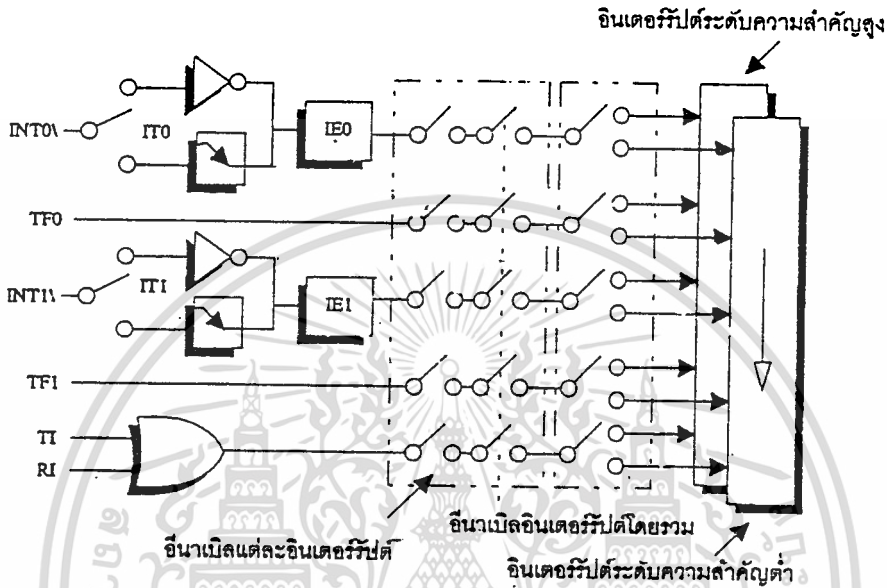 อินเตอร์รัปต์ระดับความสำคัญสูง
INT0\
IT0
IE0
TF0
INT1\
IT1
IE1
TF1
TI
RI
อีนาเบิลแต่ละอินเตอร์รัปต์
อีนาเบิลอินเตอร์รัปต์โดยรวม
อินเตอร์รัปต์ระดับความสำคัญต่ำ